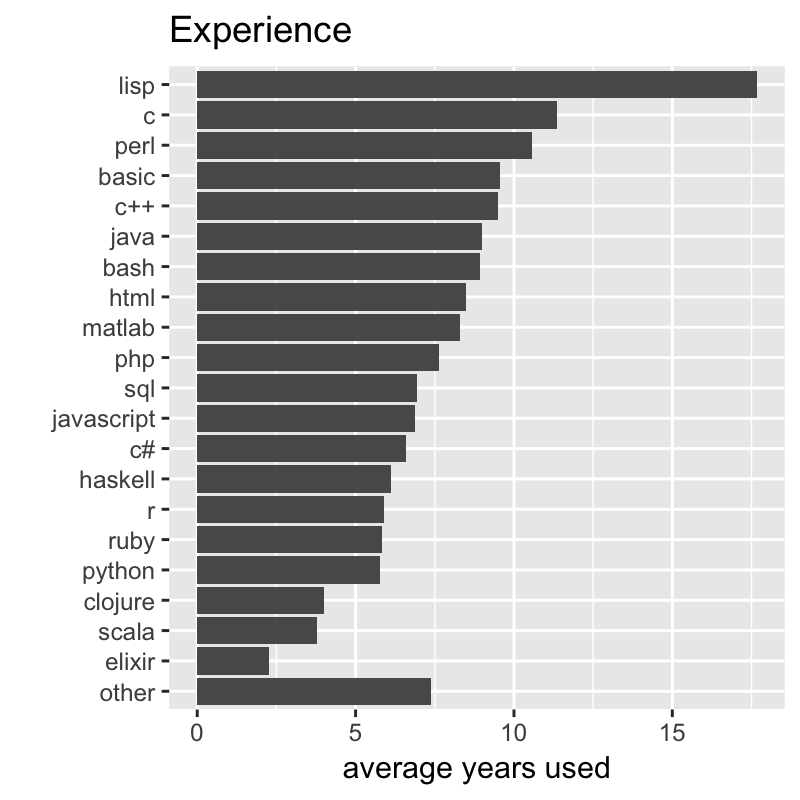 Experience
lisp
c
perl
basic
c++
java
bash
html
matlab
php
sql
javascript
c#
haskell
r
ruby
python
clojure
scala
elixir
other
0 5 10 15
average years used